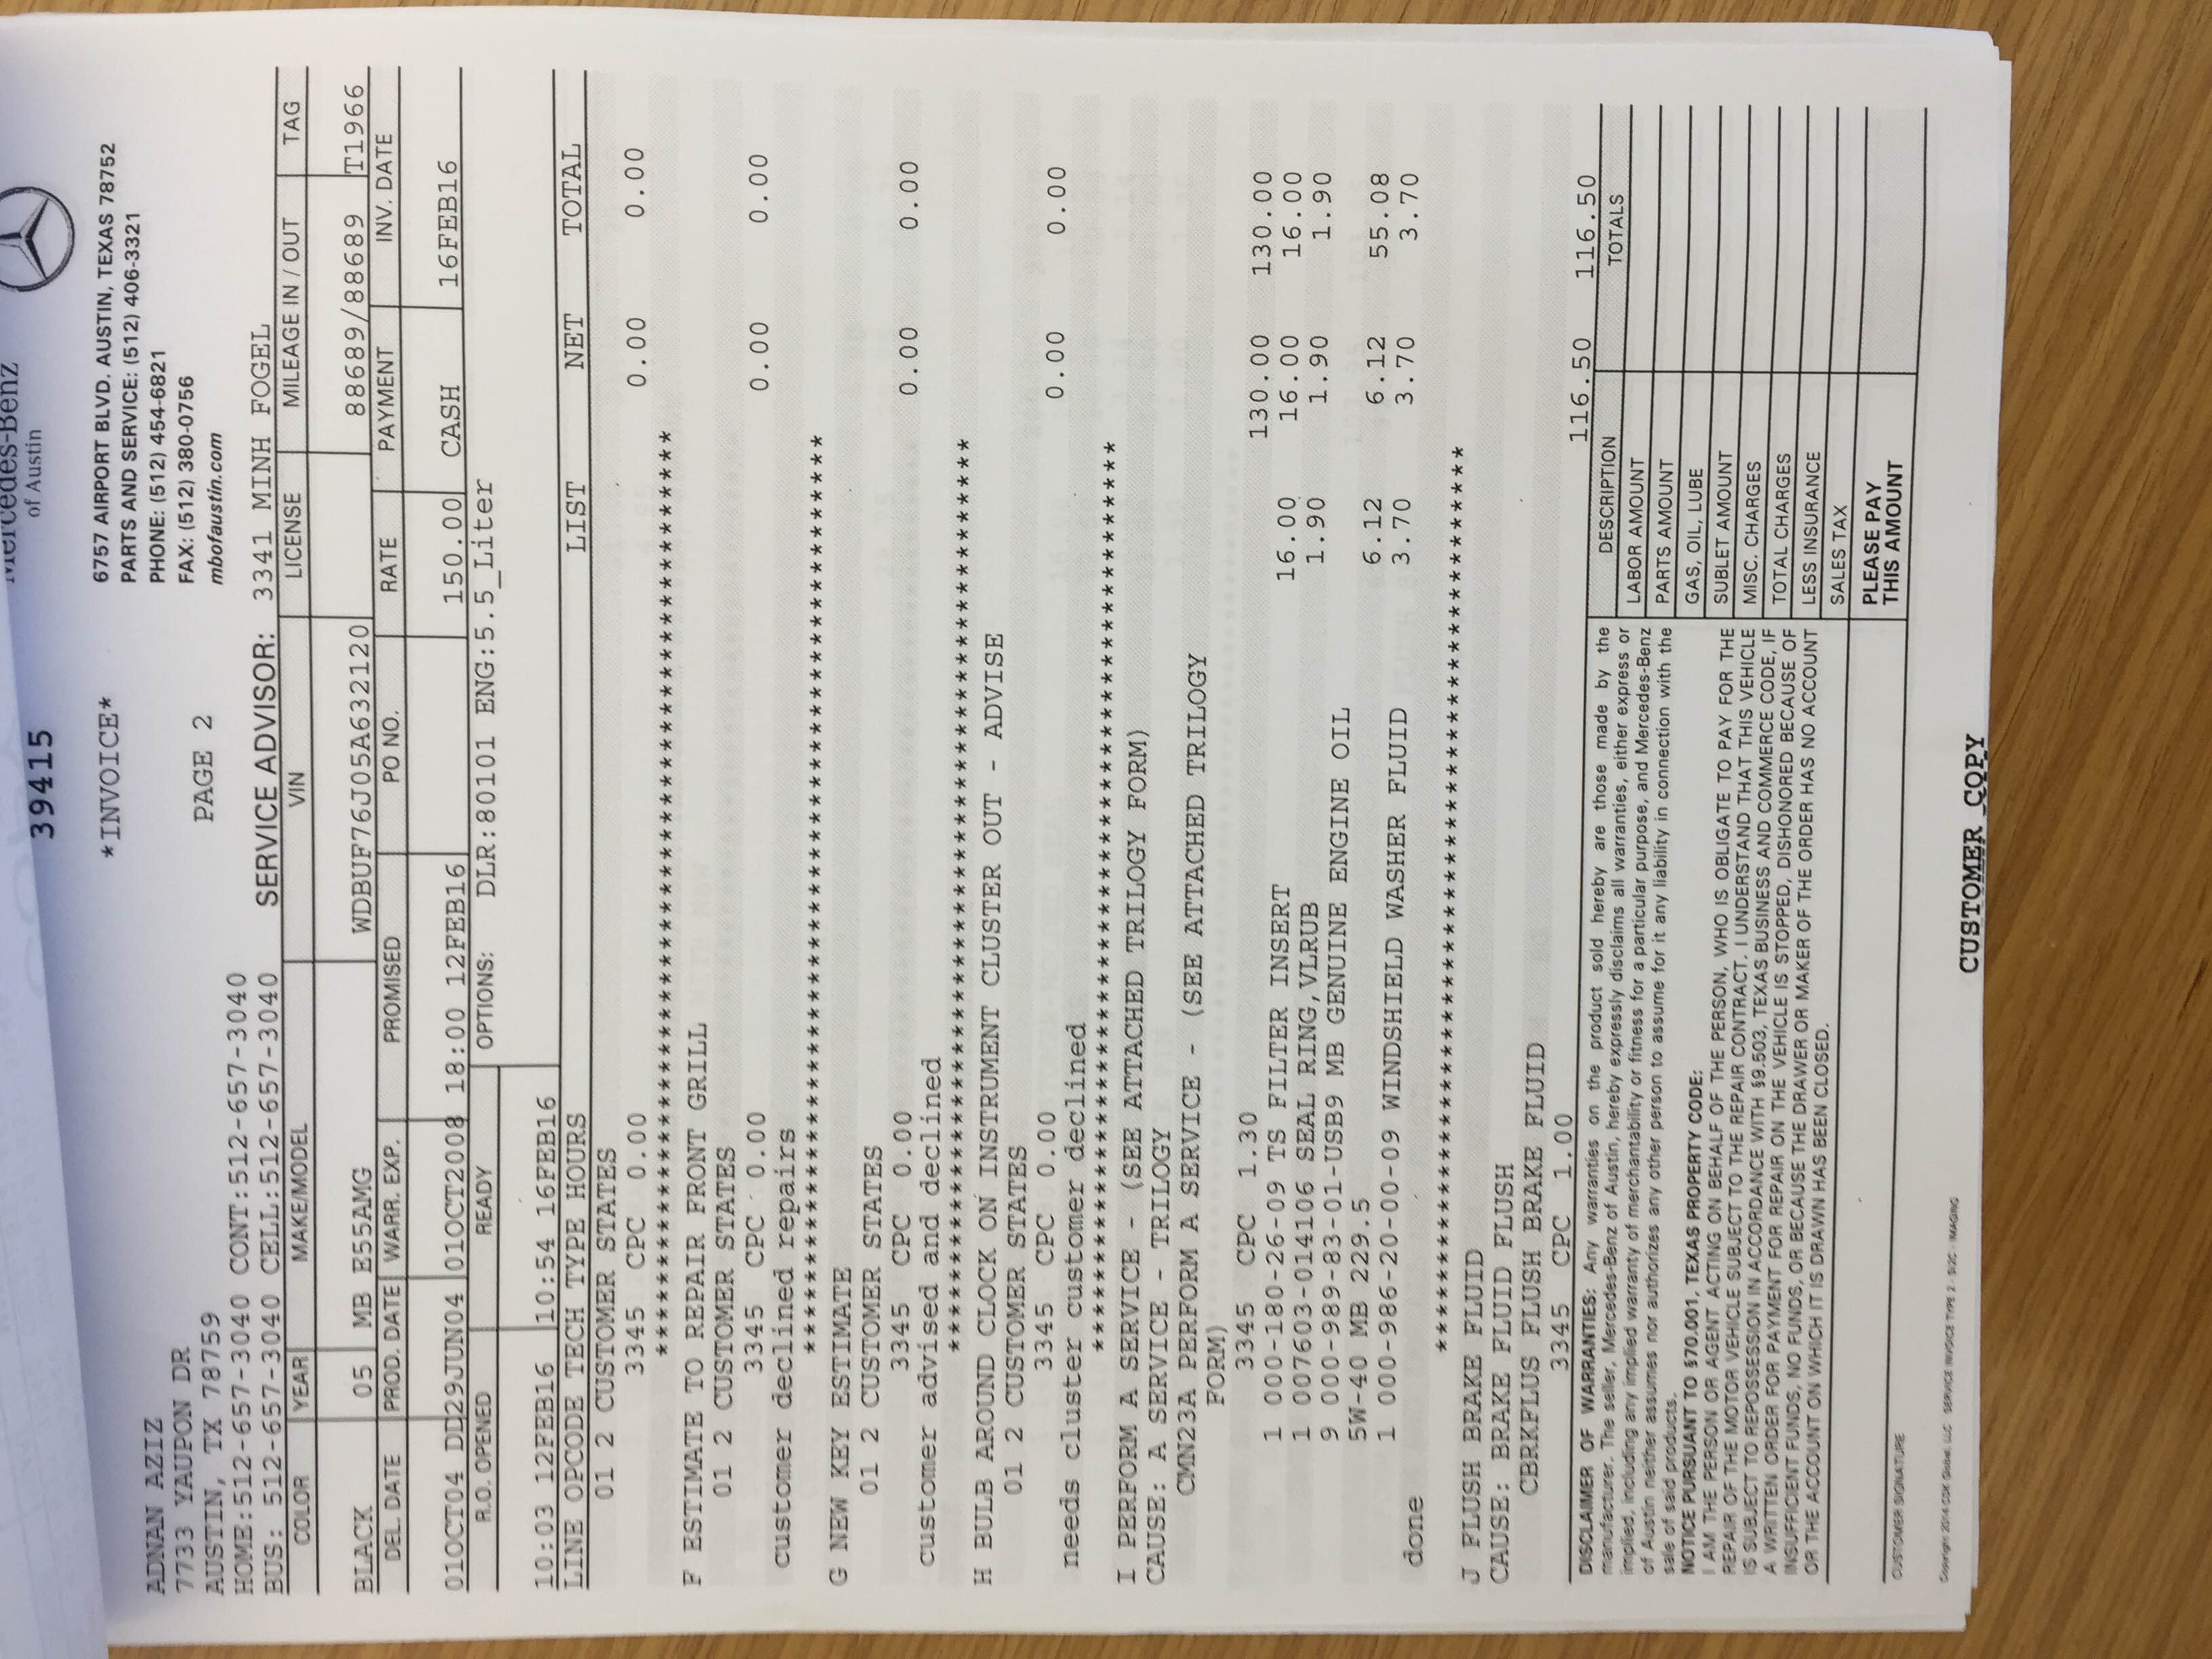 Mercedes-Benz
of Austin
39415
*INVOICE*
6757 AIRPORT BLVD. AUSTIN, TEXAS 78752
PARTS AND SERVICE: (512) 406-3321
PHONE: (512) 454-6821
FAX: (512) 380-0756
mbofaustin.com
ADNAN AZIZ
7733 YAUPON DR
AUSTIN, TX 78759
PAGE 2
HOME:512-657-3040 CONT:512-657-3040
BUS: 512-657-3040 CELL:512-657-3040
SERVICE ADVISOR: 3341 MINH FOGEL
COLOR YEAR MAKE/MODEL VIN LICENSE MILEAGE IN / OUT TAG
BLACK 05 MB E55AMG WDBUF76J05A632120 88689/88689 T1966
DEL. DATE PROD. DATE WARR. EXP. PROMISED PO NO. RATE PAYMENT INV. DATE
01OCT04 DD 29JUN04 01OCT2008 18:00 12FEB16 150.00 CASH 16FEB16
R.O. OPENED READY OPTIONS: DLR:80101 ENG:5.5_Liter
10:03 12FEB16 10:54 16FEB16
LINE OPCODE TECH TYPE HOURS LIST NET TOTAL
01 2 CUSTOMER STATES
3345 CPC 0.00 0.00 0.00
****************************************************
F ESTIMATE TO REPAIR FRONT GRILL
01 2 CUSTOMER STATES
3345 CPC 0.00 0.00 0.00
customer declined repairs
****************************************************
G NEW KEY ESTIMATE
01 2 CUSTOMER STATES
3345 CPC 0.00 0.00 0.00
customer advised and declined
****************************************************
H BULB AROUND CLOCK ON INSTRUMENT CLUSTER OUT - ADVISE
01 2 CUSTOMER STATES
3345 CPC 0.00 0.00 0.00
needs cluster customer declined
****************************************************
I PERFORM A SERVICE - (SEE ATTACHED TRILOGY FORM)
CAUSE: A SERVICE - TRILOGY
CMN23A PERFORM A SERVICE - (SEE ATTACHED TRILOGY
FORM)
3345 CPC 1.30 130.00 130.00
1 000-180-26-09 TS FILTER INSERT 16.00 16.00 16.00
1 007603-014106 SEAL RING,VLRUB 1.90 1.90 1.90
9 000-989-83-01-USB9 MB GENUINE ENGINE OIL
5W-40 MB 229.5 6.12 6.12 55.08
1 000-986-20-00-09 WINDSHIELD WASHER FLUID 3.70 3.70 3.70
done
****************************************************
J FLUSH BRAKE FLUID
CAUSE: BRAKE FLUID FLUSH
CBRKFLUS FLUSH BRAKE FLUID
3345 CPC 1.00 116.50 116.50
DISCLAIMER OF WARRANTIES: Any warranties on the product sold hereby are those made by the
manufacturer. The seller, Mercedes-Benz of Austin, hereby expressly disclaims all warranties, either express or
implied, including any implied warranty of merchantability or fitness for a particular purpose, and Mercedes-Benz
of Austin neither assumes nor authorizes any other person to assume for it any liability in connection with the
sale of said products.
NOTICE PURSUANT TO §70.001, TEXAS PROPERTY CODE:
I AM THE PERSON OR AGENT ACTING ON BEHALF OF THE PERSON, WHO IS OBLIGATE TO PAY FOR THE
REPAIR OF THE MOTOR VEHICLE SUBJECT TO THE REPAIR CONTRACT. I UNDERSTAND THAT THIS VEHICLE
IS SUBJECT TO REPOSSESSION IN ACCORDANCE WITH §9.503, TEXAS BUSINESS AND COMMERCE CODE, IF
A WRITTEN ORDER FOR PAYMENT FOR REPAIR ON THE VEHICLE IS STOPPED, DISHONORED BECAUSE OF
INSUFFICIENT FUNDS, NO FUNDS, OR BECAUSE THE DRAWER OR MAKER OF THE ORDER HAS NO ACCOUNT
OR THE ACCOUNT ON WHICH IT IS DRAWN HAS BEEN CLOSED.
DESCRIPTION TOTALS
LABOR AMOUNT
PARTS AMOUNT
GAS, OIL, LUBE
SUBLET AMOUNT
MISC. CHARGES
TOTAL CHARGES
LESS INSURANCE
SALES TAX
PLEASE PAY
THIS AMOUNT
CUSTOMER SIGNATURE
Copyright 2014 CDK Global, LLC SERVICE INVOICE TYPE 2 - SI2C - IMAGING
CUSTOMER COPY